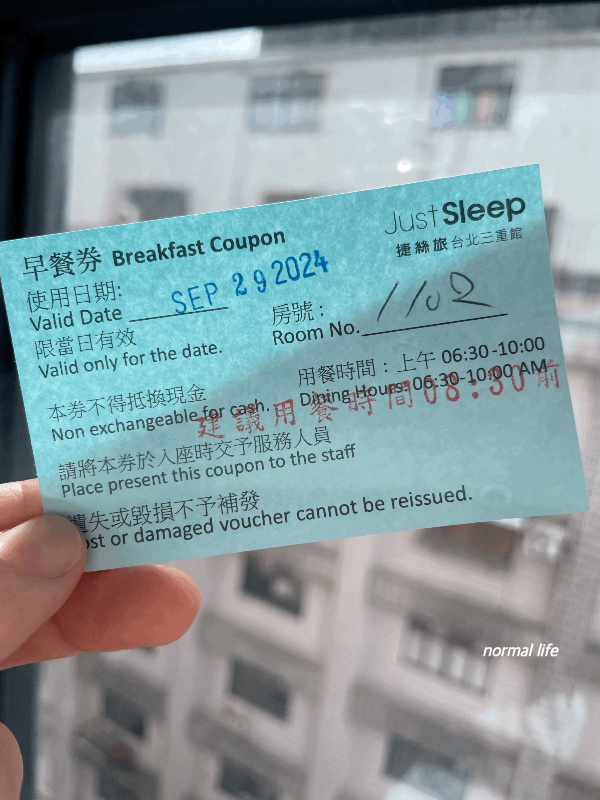 JustSleep
捷絲旅台北三重館
早餐券 Breakfast Coupon
使用日期:
Valid Date SEP 29 2024
限當日有效
Valid only for the date.
房號:
Room No. 1102
用餐時間：上午 06:30-10:00
Dining Hours: 06:30-10:00 AM
建議用餐時間08:30前
本券不得抵換現金
Non exchangeable for cash.
請將本券於入座時交予服務人員
Place present this coupon to the staff
遺失或毀損不予補發
ost or damaged voucher cannot be reissued.
normal life